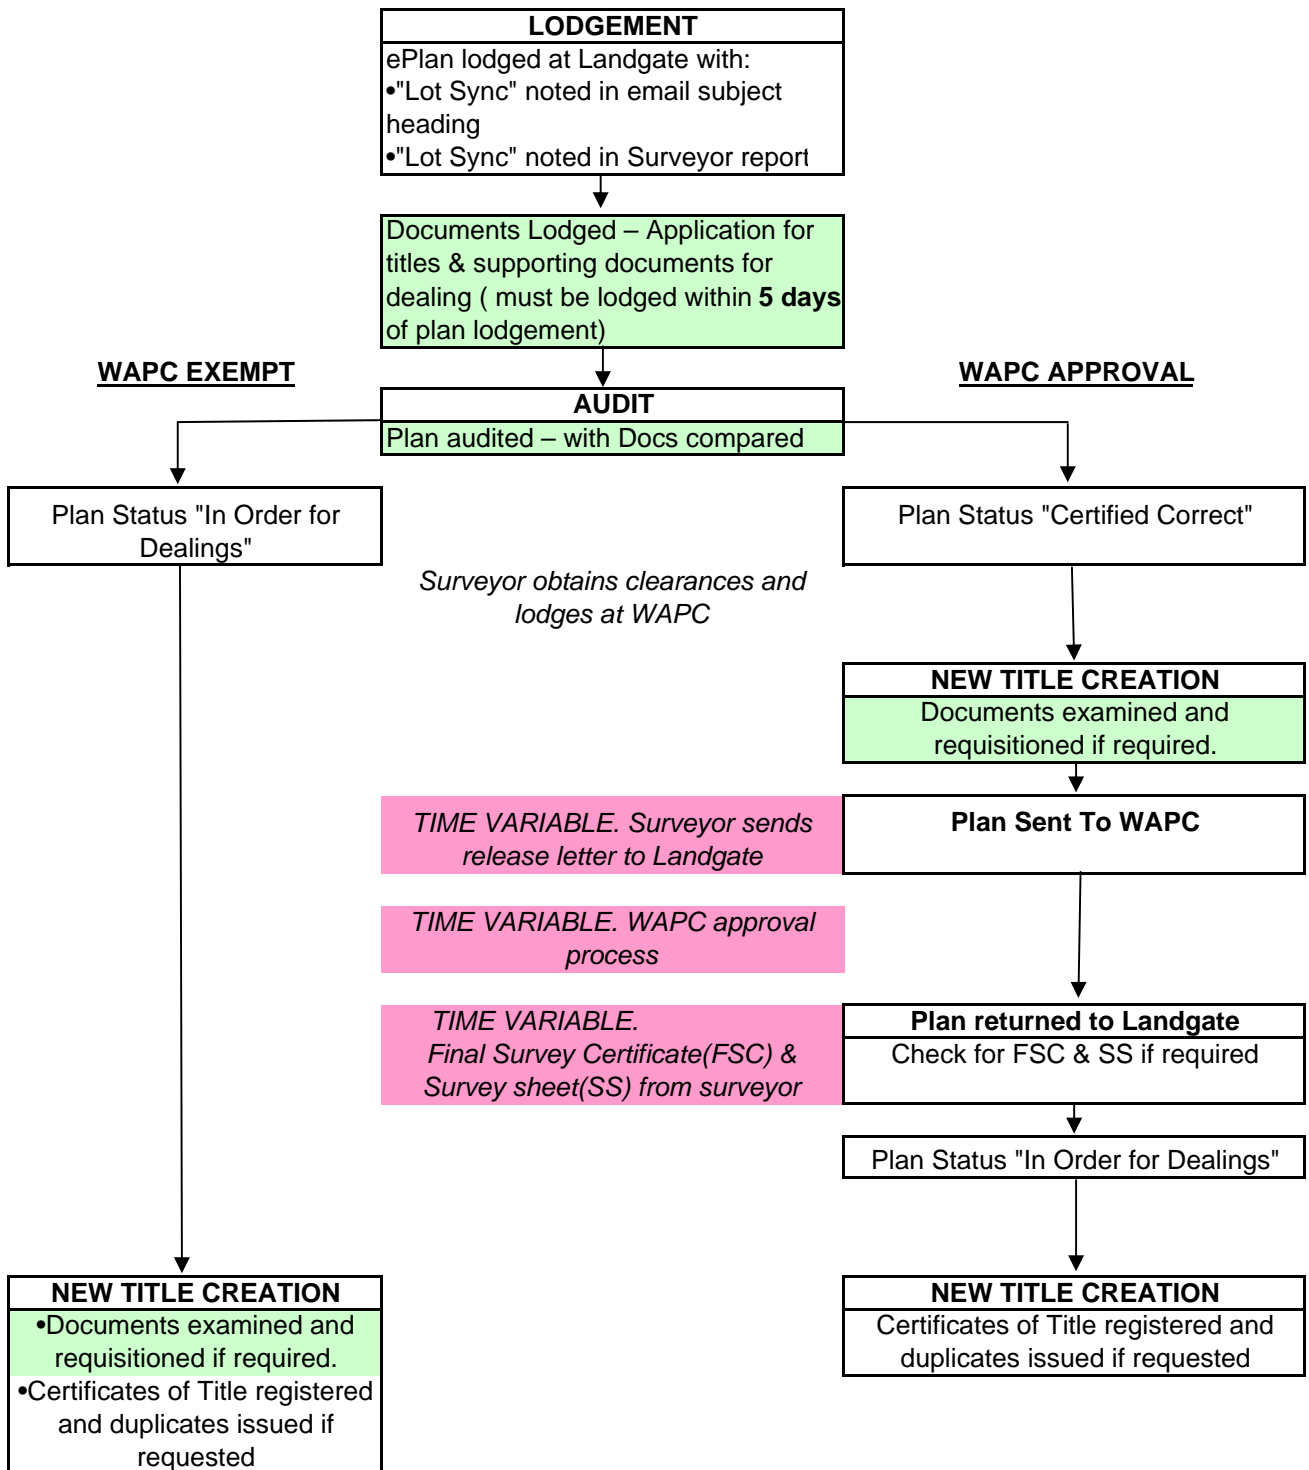 LODGEMENT
ePlan lodged at Landgate with:
•"Lot Sync" noted in email subject
heading
•"Lot Sync" noted in Surveyor report
Documents Lodged – Application for
titles & supporting documents for
dealing ( must be lodged within 5 days
of plan lodgement)
WAPC EXEMPT
WAPC APPROVAL
AUDIT
Plan audited – with Docs compared
Plan Status "In Order for
Dealings"
Plan Status "Certified Correct"
Surveyor obtains clearances and
lodges at WAPC
NEW TITLE CREATION
Documents examined and
requisitioned if required.
TIME VARIABLE. Surveyor sends
release letter to Landgate
Plan Sent To WAPC
TIME VARIABLE. WAPC approval
process
TIME VARIABLE.
Final Survey Certificate(FSC) &
Survey sheet(SS) from surveyor
Plan returned to Landgate
Check for FSC & SS if required
Plan Status "In Order for Dealings"
NEW TITLE CREATION
•Documents examined and
requisitioned if required.
•Certificates of Title registered
and duplicates issued if
requested
NEW TITLE CREATION
Certificates of Title registered and
duplicates issued if requested